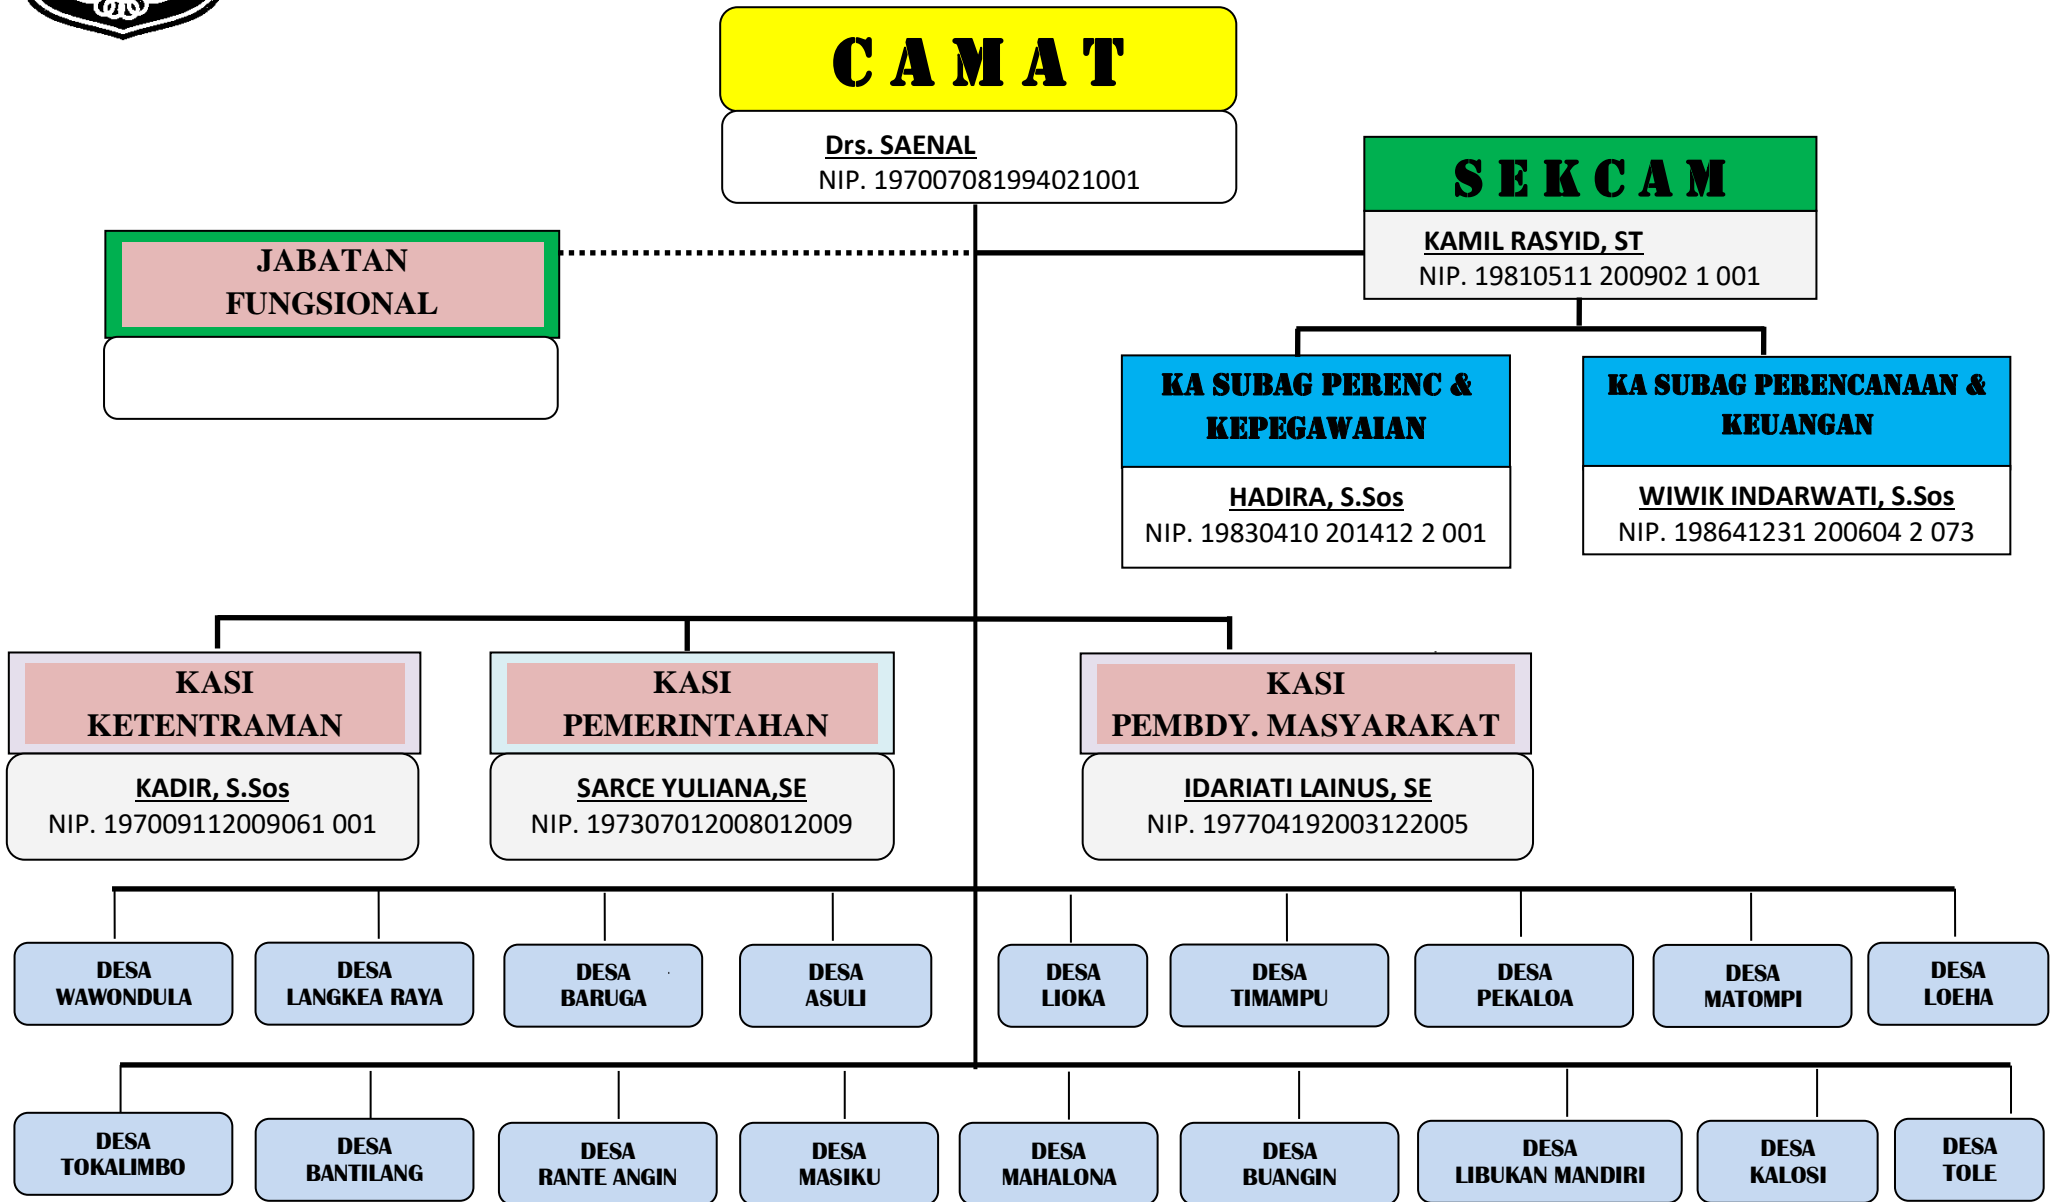 C A M A T
Drs. SAENAL
NIP. 197007081994021001
S E K C A M
KAMIL RASYID, ST
NIP. 19810511 200902 1 001
JABATAN
FUNGSIONAL
KA SUBAG PERENC &
KEPEGAWAIAN
HADIRA, S.Sos
NIP. 19830410 201412 2 001
KA SUBAG PERENCANAAN &
KEUANGAN
WIWIK INDARWATI, S.Sos
NIP. 198641231 200604 2 073
KASI
KETENTRAMAN
KADIR, S.Sos
NIP. 197009112009061 001
KASI
PEMERINTAHAN
SARCE YULIANA,SE
NIP. 197307012008012009
KASI
PEMBDY. MASYARAKAT
IDARIATI LAINUS, SE
NIP. 197704192003122005
DESA
WAWONDULA
DESA
LANGKEA RAYA
DESA
BARUGA
DESA
ASULI
DESA
LIOKA
DESA
TIMAMPU
DESA
PEKALOA
DESA
MATOMPI
DESA
LOEHA
DESA
TOKALIMBO
DESA
BANTILANG
DESA
RANTE ANGIN
DESA
MASIKU
DESA
MAHALONA
DESA
BUANGIN
DESA
LIBUKAN MANDIRI
DESA
KALOSI
DESA
TOLE